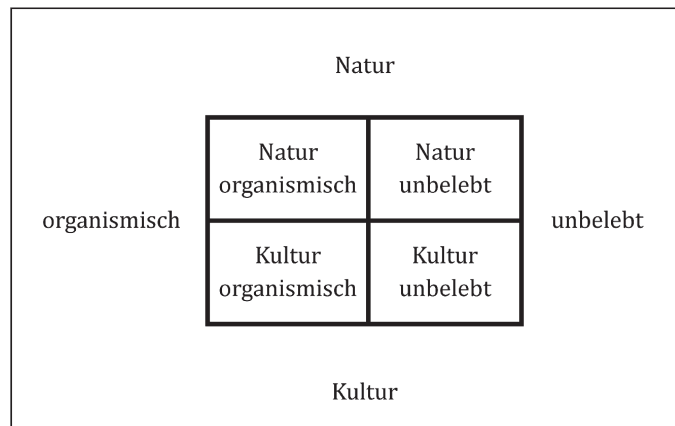 Natur
Natur
organismisch
Natur
unbelebt
organismisch
unbelebt
Kultur
organismisch
Kultur
unbelebt
Kultur